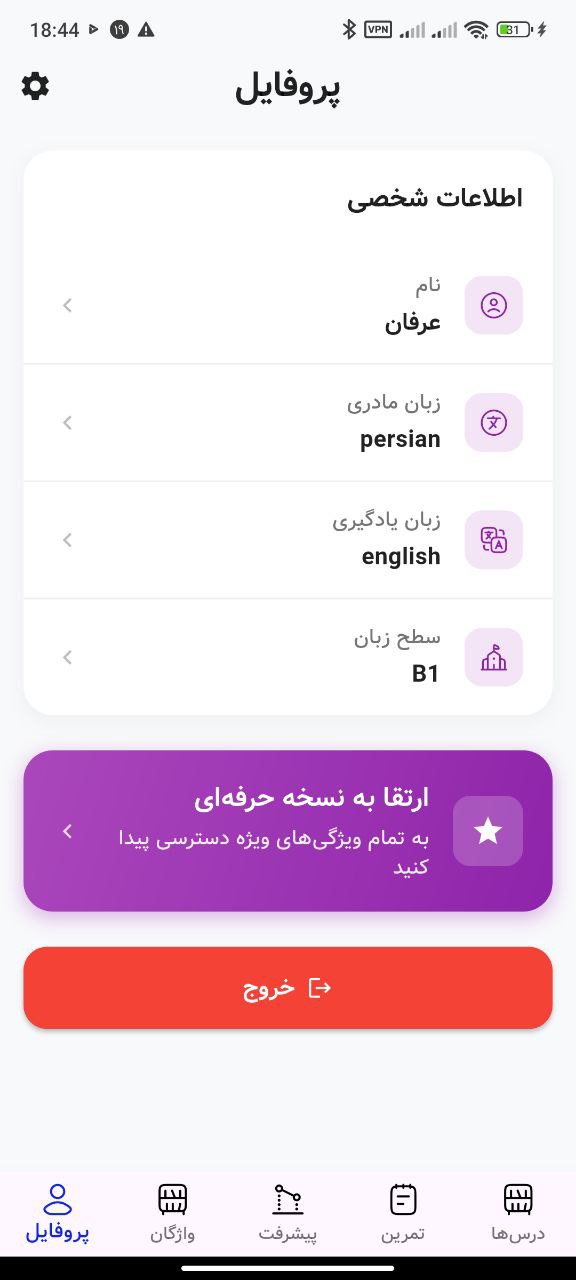 18:44 ۱۹ VPN 31
پروفایل
اطلاعات شخصی
نام
عرفان
زبان مادری
persian
زبان یادگیری
english
سطح زبان
B1
ارتقا به نسخه حرفه‌ای
به تمام ویژگی‌های ویژه دسترسی پیدا
کنید
خروج
درس‌ها تمرین پیشرفت واژگان پروفایل